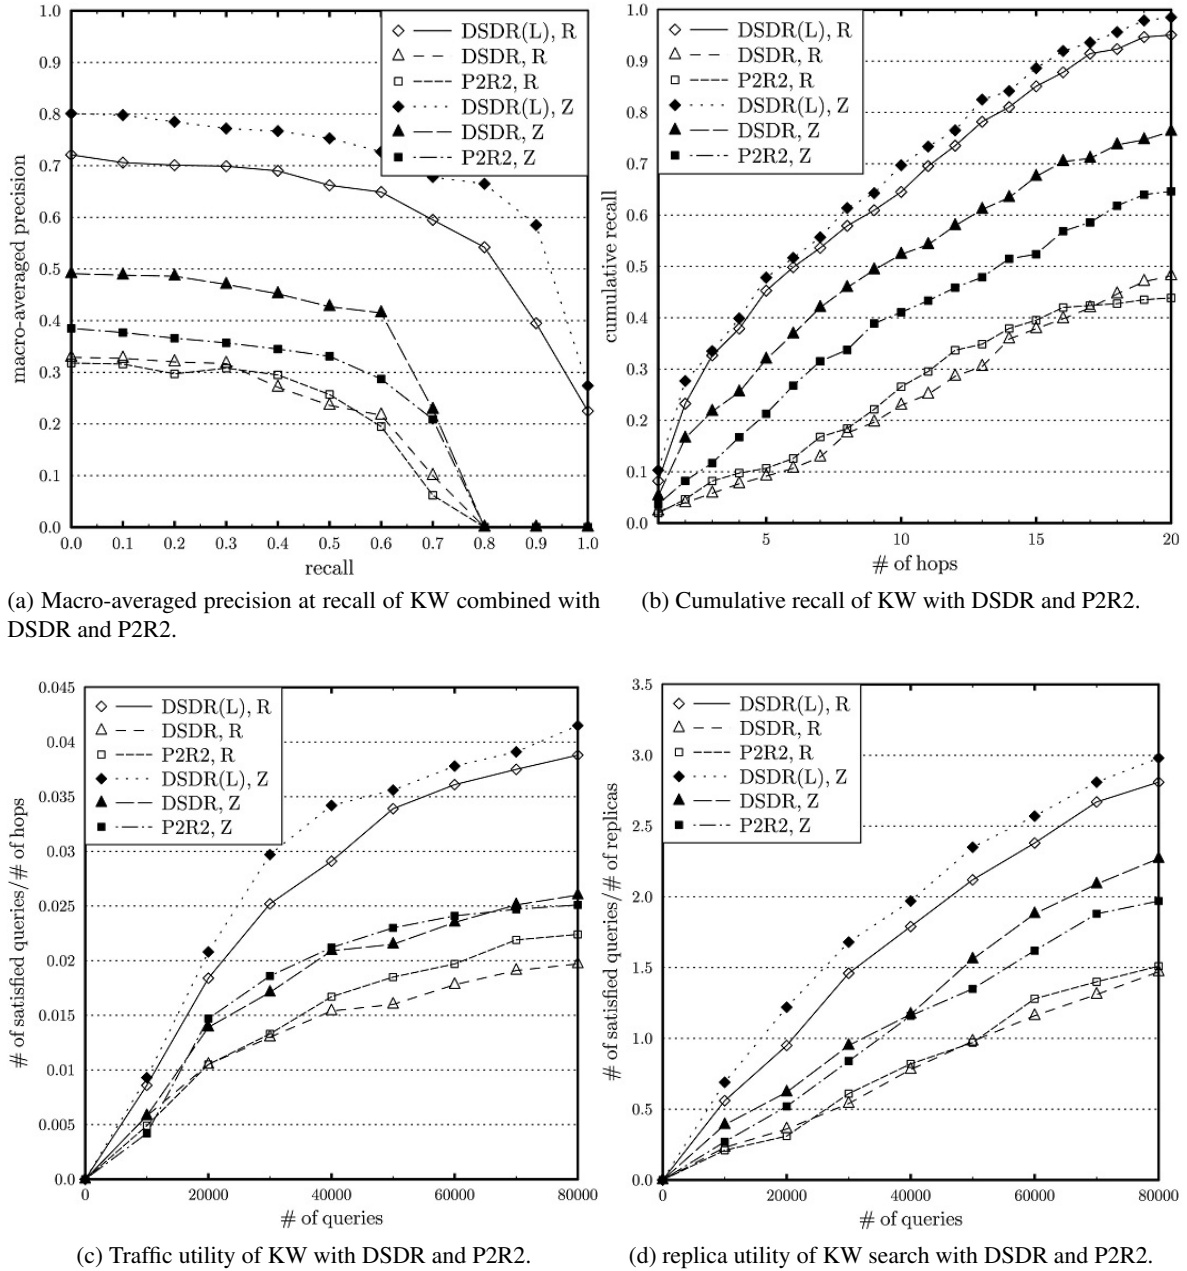 1.0
0.9
0.8
0.7
0.6
0.5
0.4
0.3
0.2
0.1
0.0
macro-averaged precision
DSDR(L), R
DSDR, R
P2R2, R
DSDR(L), Z
DSDR, Z
P2R2, Z
0.0 0.1 0.2 0.3 0.4 0.5 0.6 0.7 0.8 0.9 1.0
recall
(a) Macro-averaged precision at recall of KW combined with
DSDR and P2R2.
1.0
0.9
0.8
0.7
0.6
0.5
0.4
0.3
0.2
0.1
0.0
cumulative recall
DSDR(L), R
DSDR, R
P2R2, R
DSDR(L), Z
DSDR, Z
P2R2, Z
5 10 15 20
# of hops
(b) Cumulative recall of KW with DSDR and P2R2.
0.045
0.04
0.035
0.03
0.025
0.02
0.015
0.01
0.005
0.0
# of satisfied queries/# of hops
DSDR(L), R
DSDR, R
P2R2, R
DSDR(L), Z
DSDR, Z
P2R2, Z
0 20000 40000 60000 80000
# of queries
(c) Traffic utility of KW with DSDR and P2R2.
3.5
3.0
2.5
2.0
1.5
1.0
0.5
0.0
# of satisfied queries/# of replicas
DSDR(L), R
DSDR, R
P2R2, R
DSDR(L), Z
DSDR, Z
P2R2, Z
0 20000 40000 60000 80000
# of queries
(d) replica utility of KW search with DSDR and P2R2.